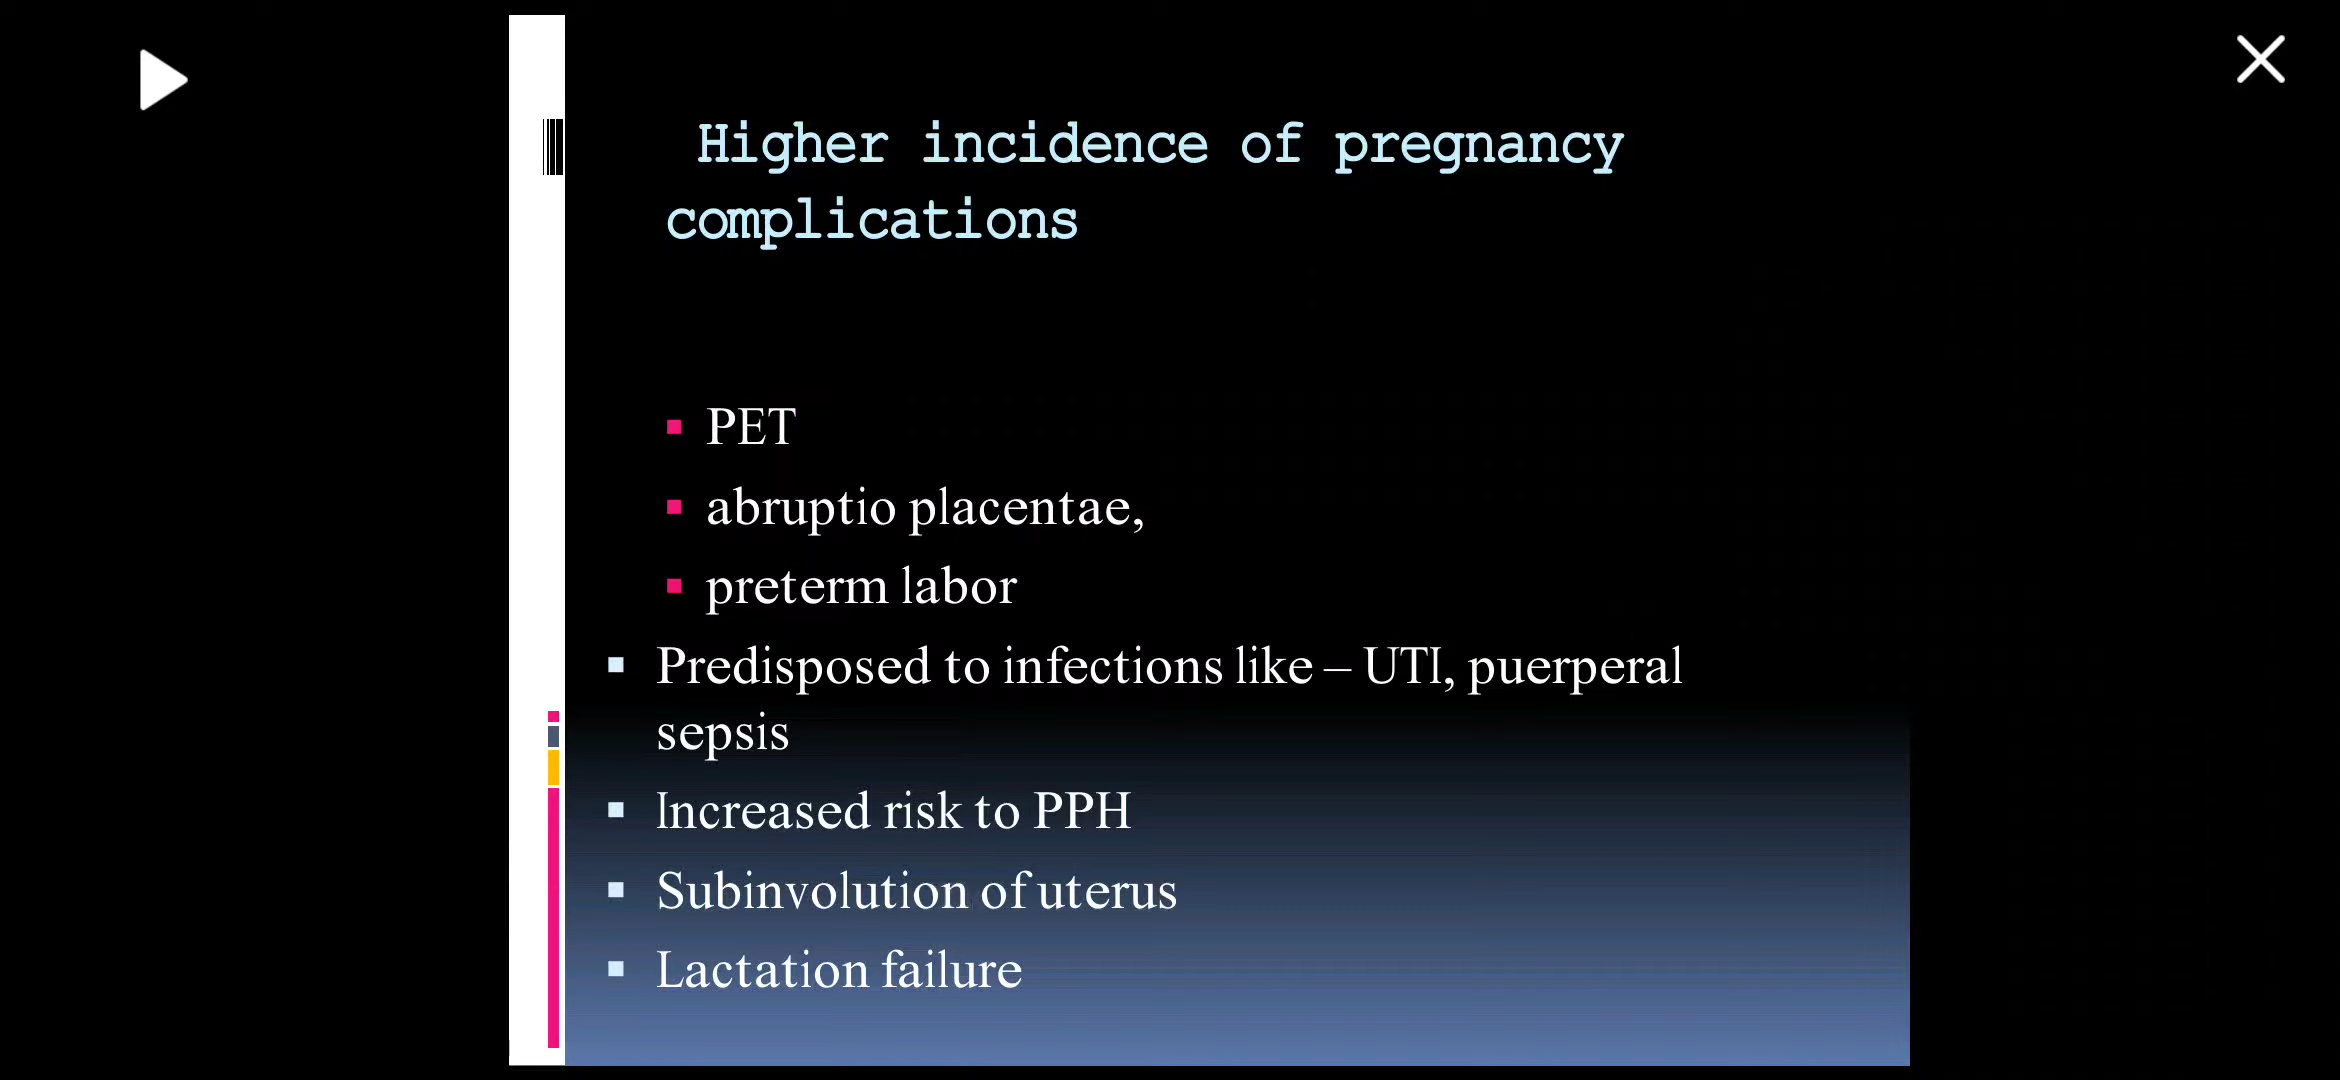 Higher incidence of pregnancy
complications
PET
abruptio placentae,
preterm labor
Predisposed to infections like – UTI, puerperal
sepsis
Increased risk to PPH
Subinvolution of uterus
Lactation failure